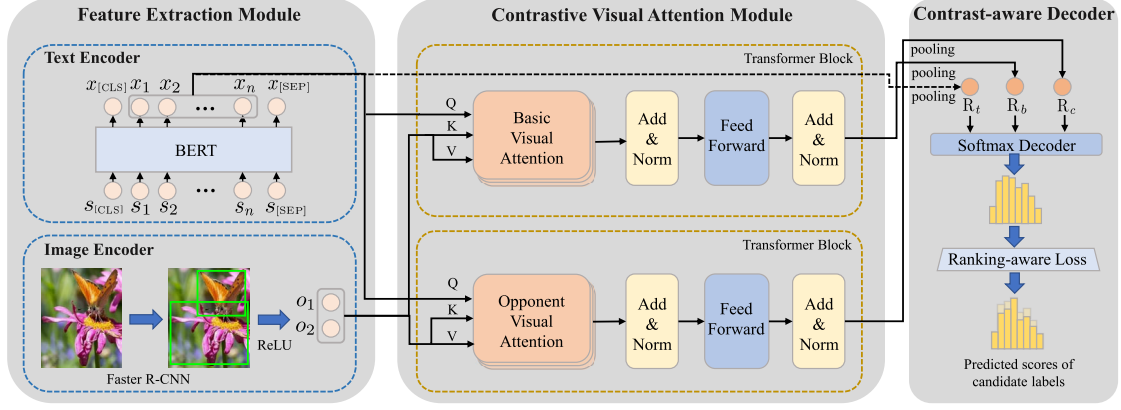 Feature Extraction Module
Text Encoder
x[CLS] x1 x2 ... xn x[SEP]
BERT
s[CLS] s1 s2 ... sn s[SEP]
Image Encoder
o1
o2
ReLU
Faster R-CNN
Contrastive Visual Attention Module
Transformer Block
Q
K
V
Basic
Visual
Attention
Add
&
Norm
Feed
Forward
Add
&
Norm
Transformer Block
Q
K
V
Opponent
Visual
Attention
Add
&
Norm
Feed
Forward
Add
&
Norm
Contrast-aware Decoder
pooling
pooling
pooling
Rt Rb Rc
Softmax Decoder
Ranking-aware Loss
Predicted scores of
candidate labels